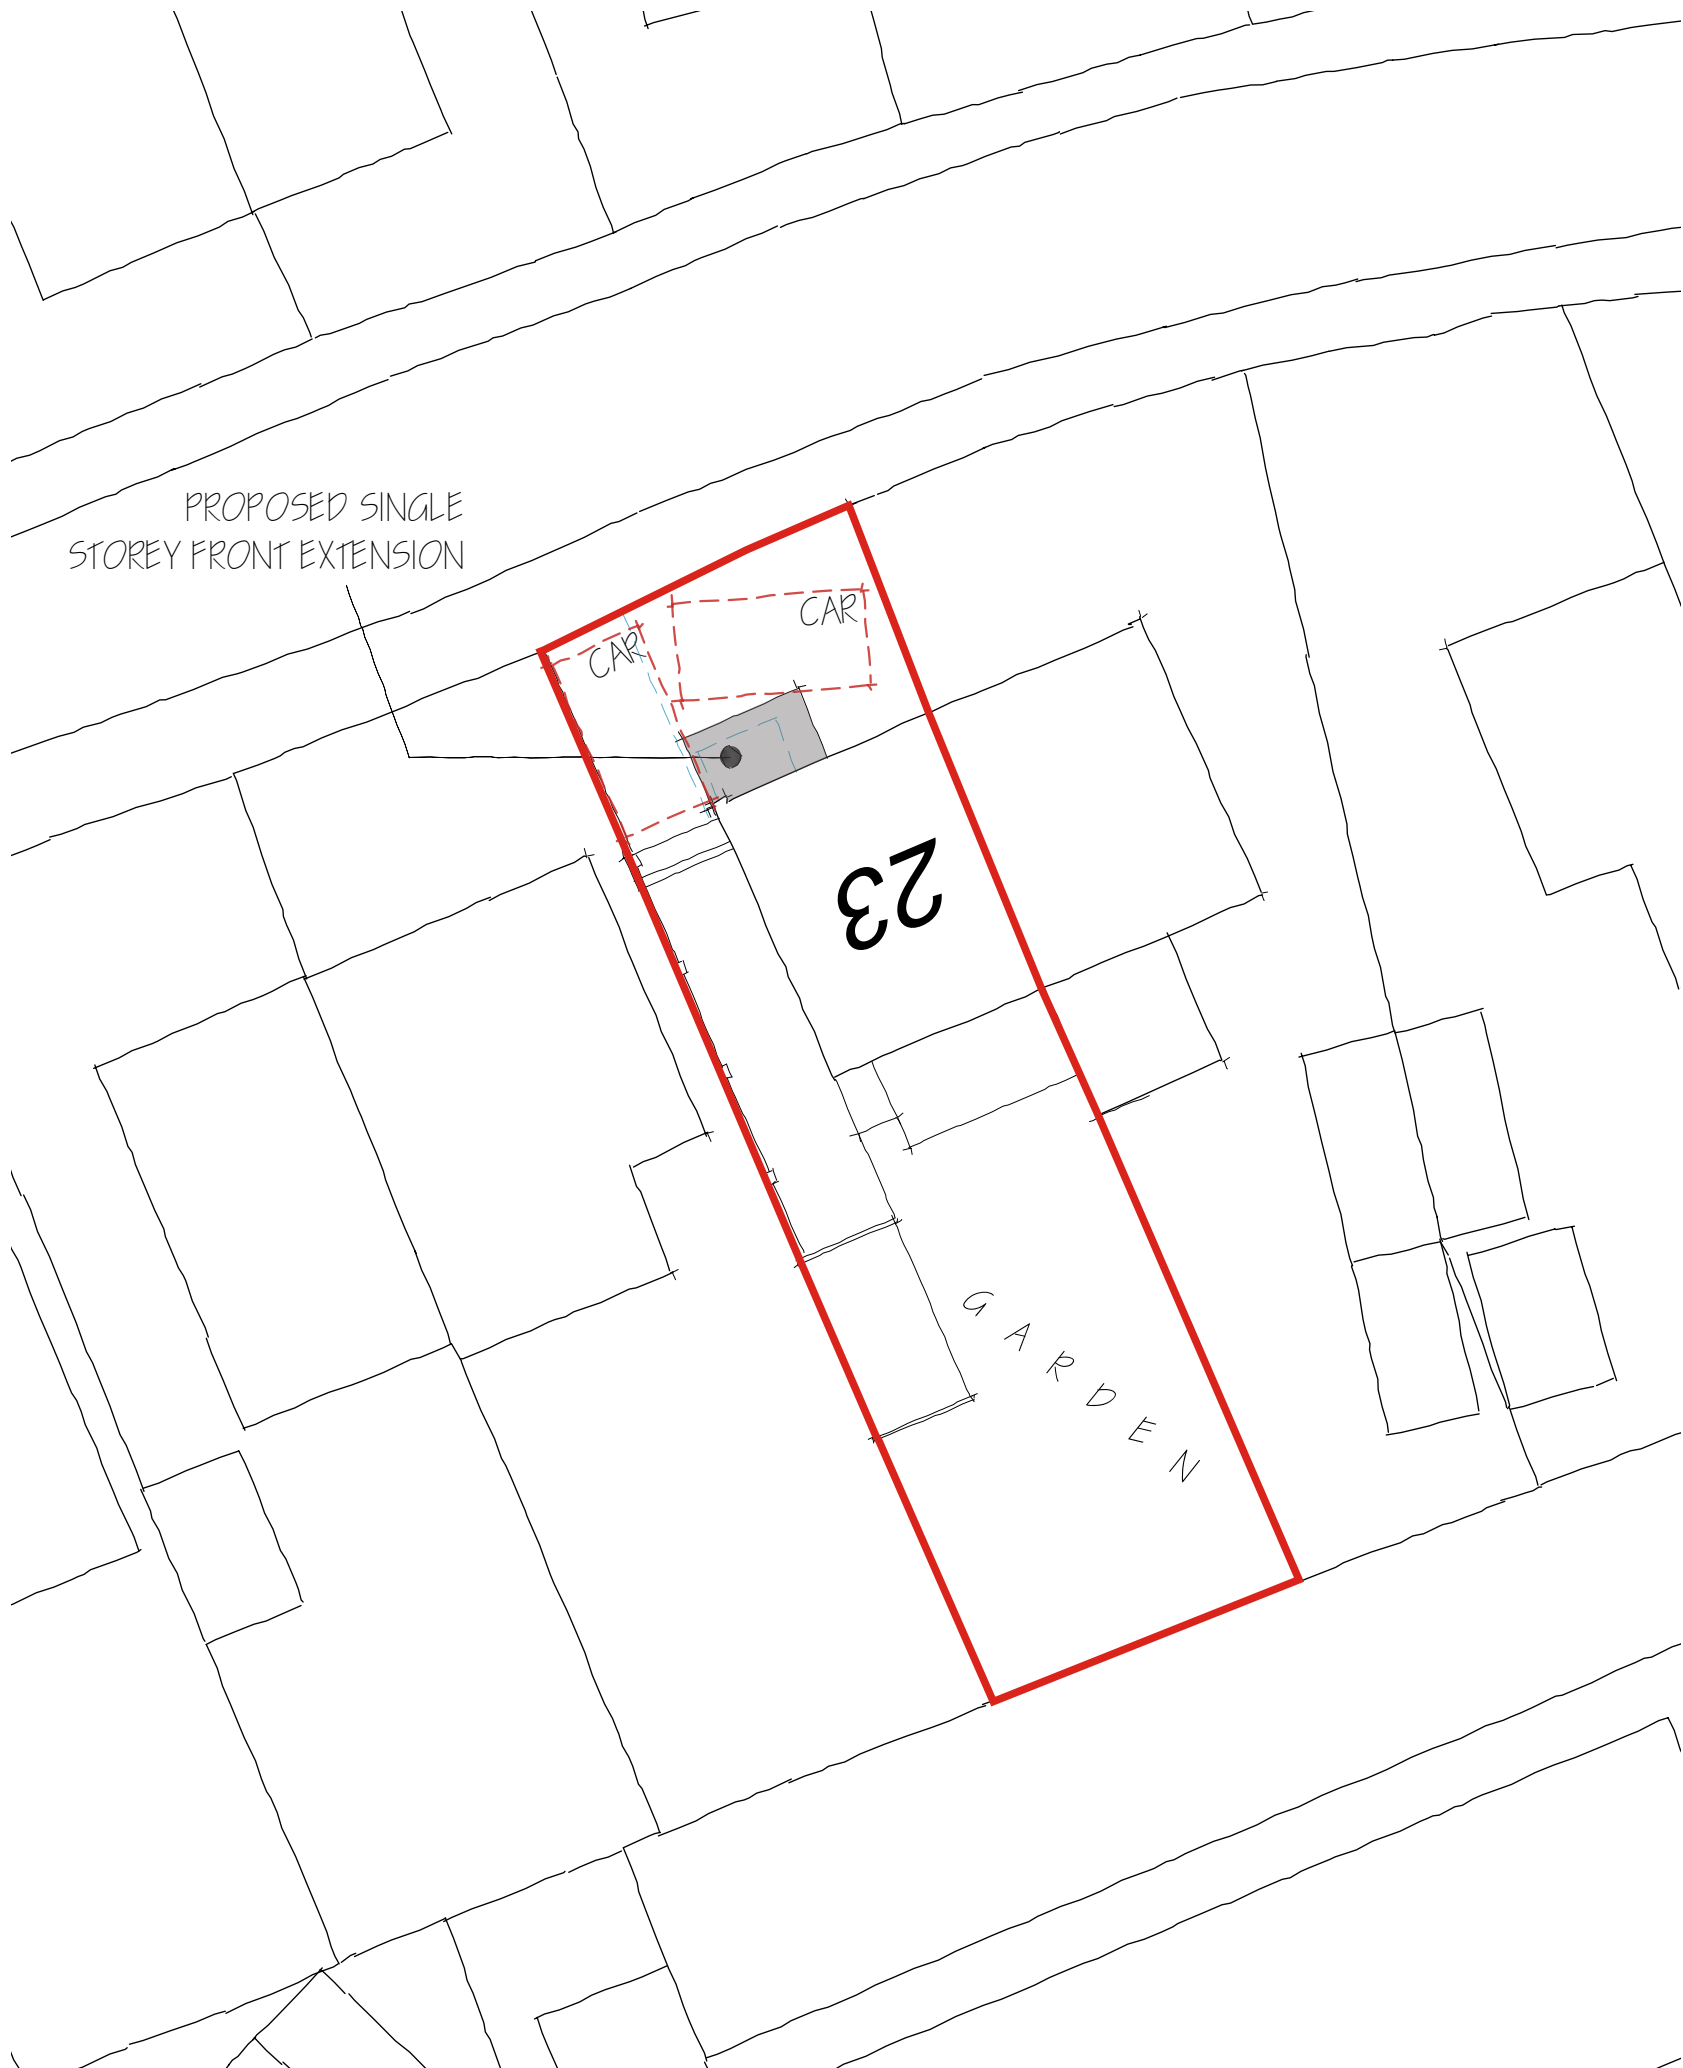 PROPOSED SINGLE
STOREY FRONT EXTENSION
CAR
CAR
23
GARDEN